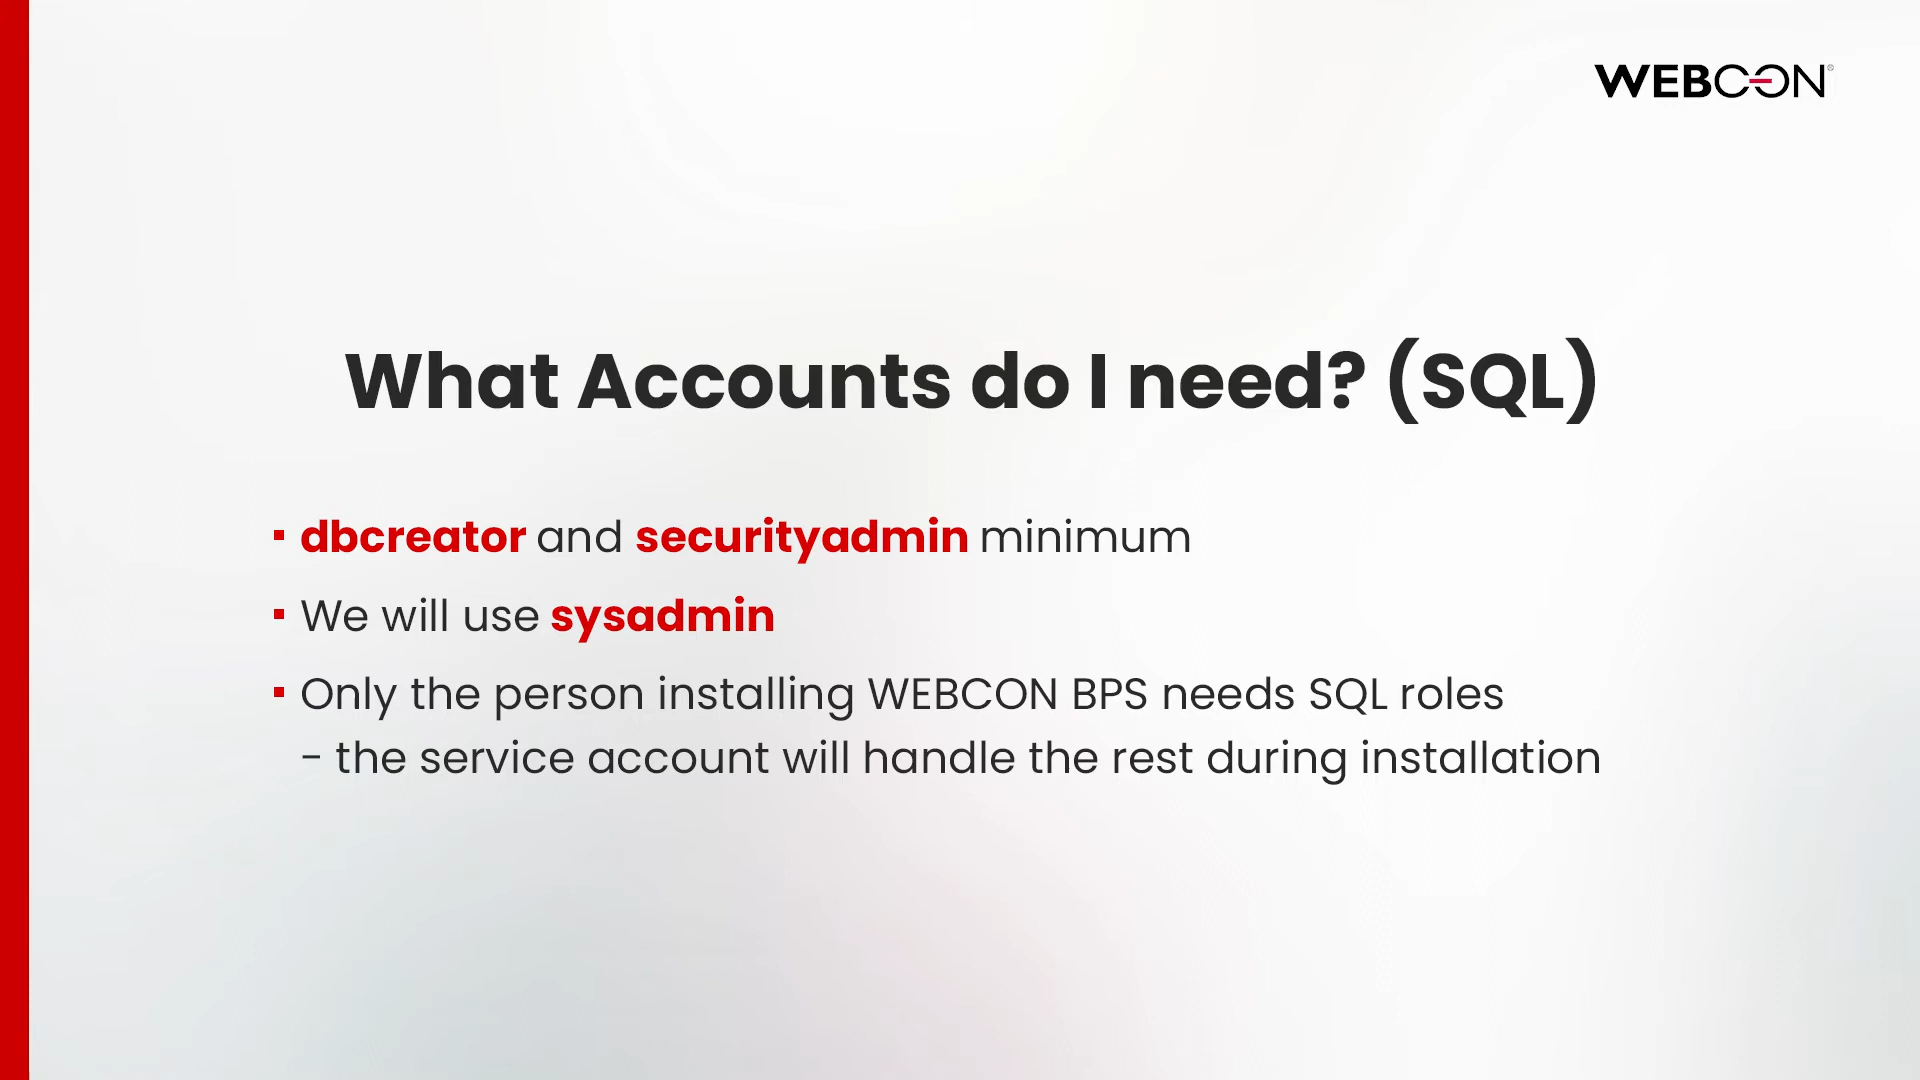 WEBCON®
What Accounts do I need? (SQL)
▪ dbcreator and securityadmin minimum
▪ We will use sysadmin
▪ Only the person installing WEBCON BPS needs SQL roles
- the service account will handle the rest during installation